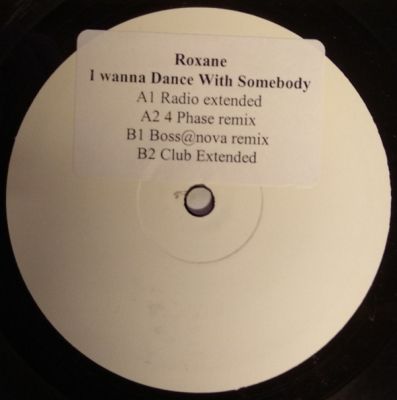 Roxane
I wanna Dance With Somebody
A1 Radio extended
A2 4 Phase remix
B1 Boss@nova remix
B2 Club Extended